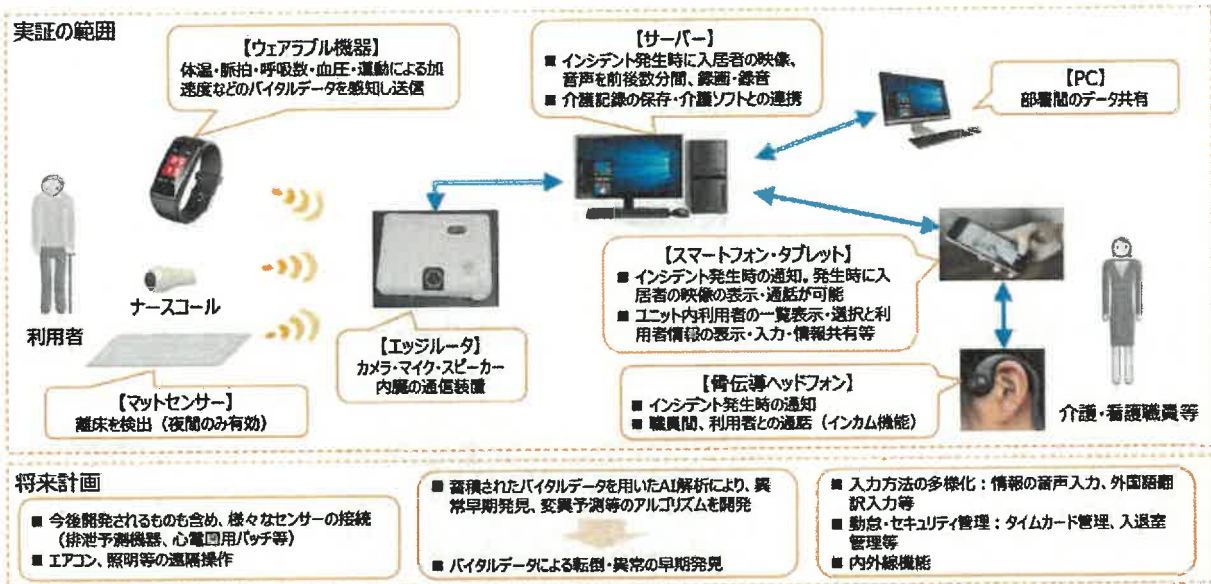 実証の範囲
【ウェアラブル機器】
体温・脈拍・呼吸数・血圧・運動による加
速度などのバイタルデータを感知し送信
【サーバー】
■ インシデント発生時に入居者の映像、
音声を前後数分間、録画・録音
■ 介護記録の保存・介護ソフトとの連携
【PC】
部署間のデータ共有
利用者
ナースコール
【マットセンサー】
離床を検出(夜間のみ有効)
【エッジルータ】
カメラ・マイク・スピーカー
内臓の通信装置
【スマートフォン・タブレット】
■ インシデント発生時の通知。発生時に入
居者の映像の表示・通話が可能
■ ユニット内利用者の一覧表示・選択と利
用者情報の表示・入力・情報共有等
【骨伝導ヘッドフォン】
■ インシデント発生時の通知
■ 職員間、利用者との通話(インカム機能)
介護・看護職員等
将来計画
■ 今後開発されるものも含め、様々なセンサーの接続
(排泄予測機器、心電図用パッチ等)
■ エアコン、照明等の遠隔操作
■ 蓄積されたバイタルデータを用いたAI解析により、異
常早期発見、変異予測等のアルゴリズムを開発
■ バイタルデータによる転倒・異常の早期発見
■ 入力方法の多様化:情報の音声入力、外国語翻
訳入力等
■ 勤怠・セキュリティ管理:タイムカード管理、入退室
管理等
■ 内外線機能